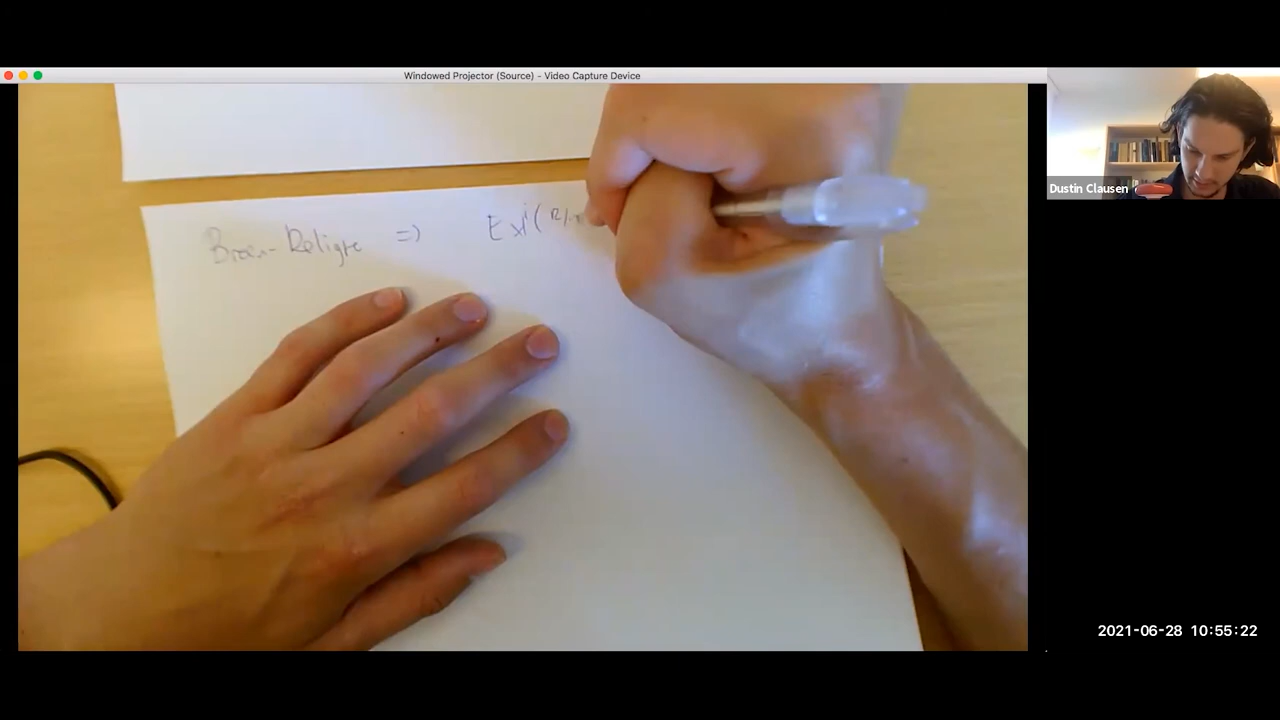 Windowed Projector (Source) - Video Capture Device
Dustin Clausen
Breen-Deligne => Ext^i(R/
2021-06-28 10:55:22